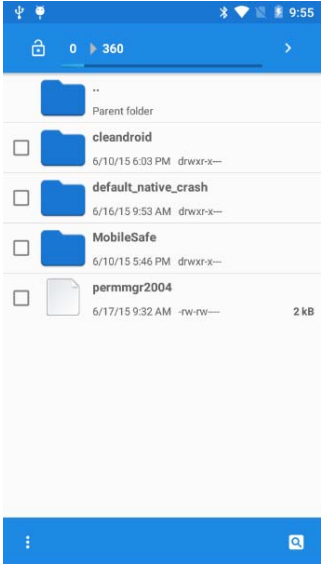 9:55
0 360
..
Parent folder
cleandroid
6/10/15 6:03 PM drwxr-x---
default_native_crash
6/16/15 9:53 AM drwxr-x---
MobileSafe
6/10/15 5:46 PM drwxr-x---
permmgr2004
6/17/15 9:32 AM -rw-rw---- 2 kB